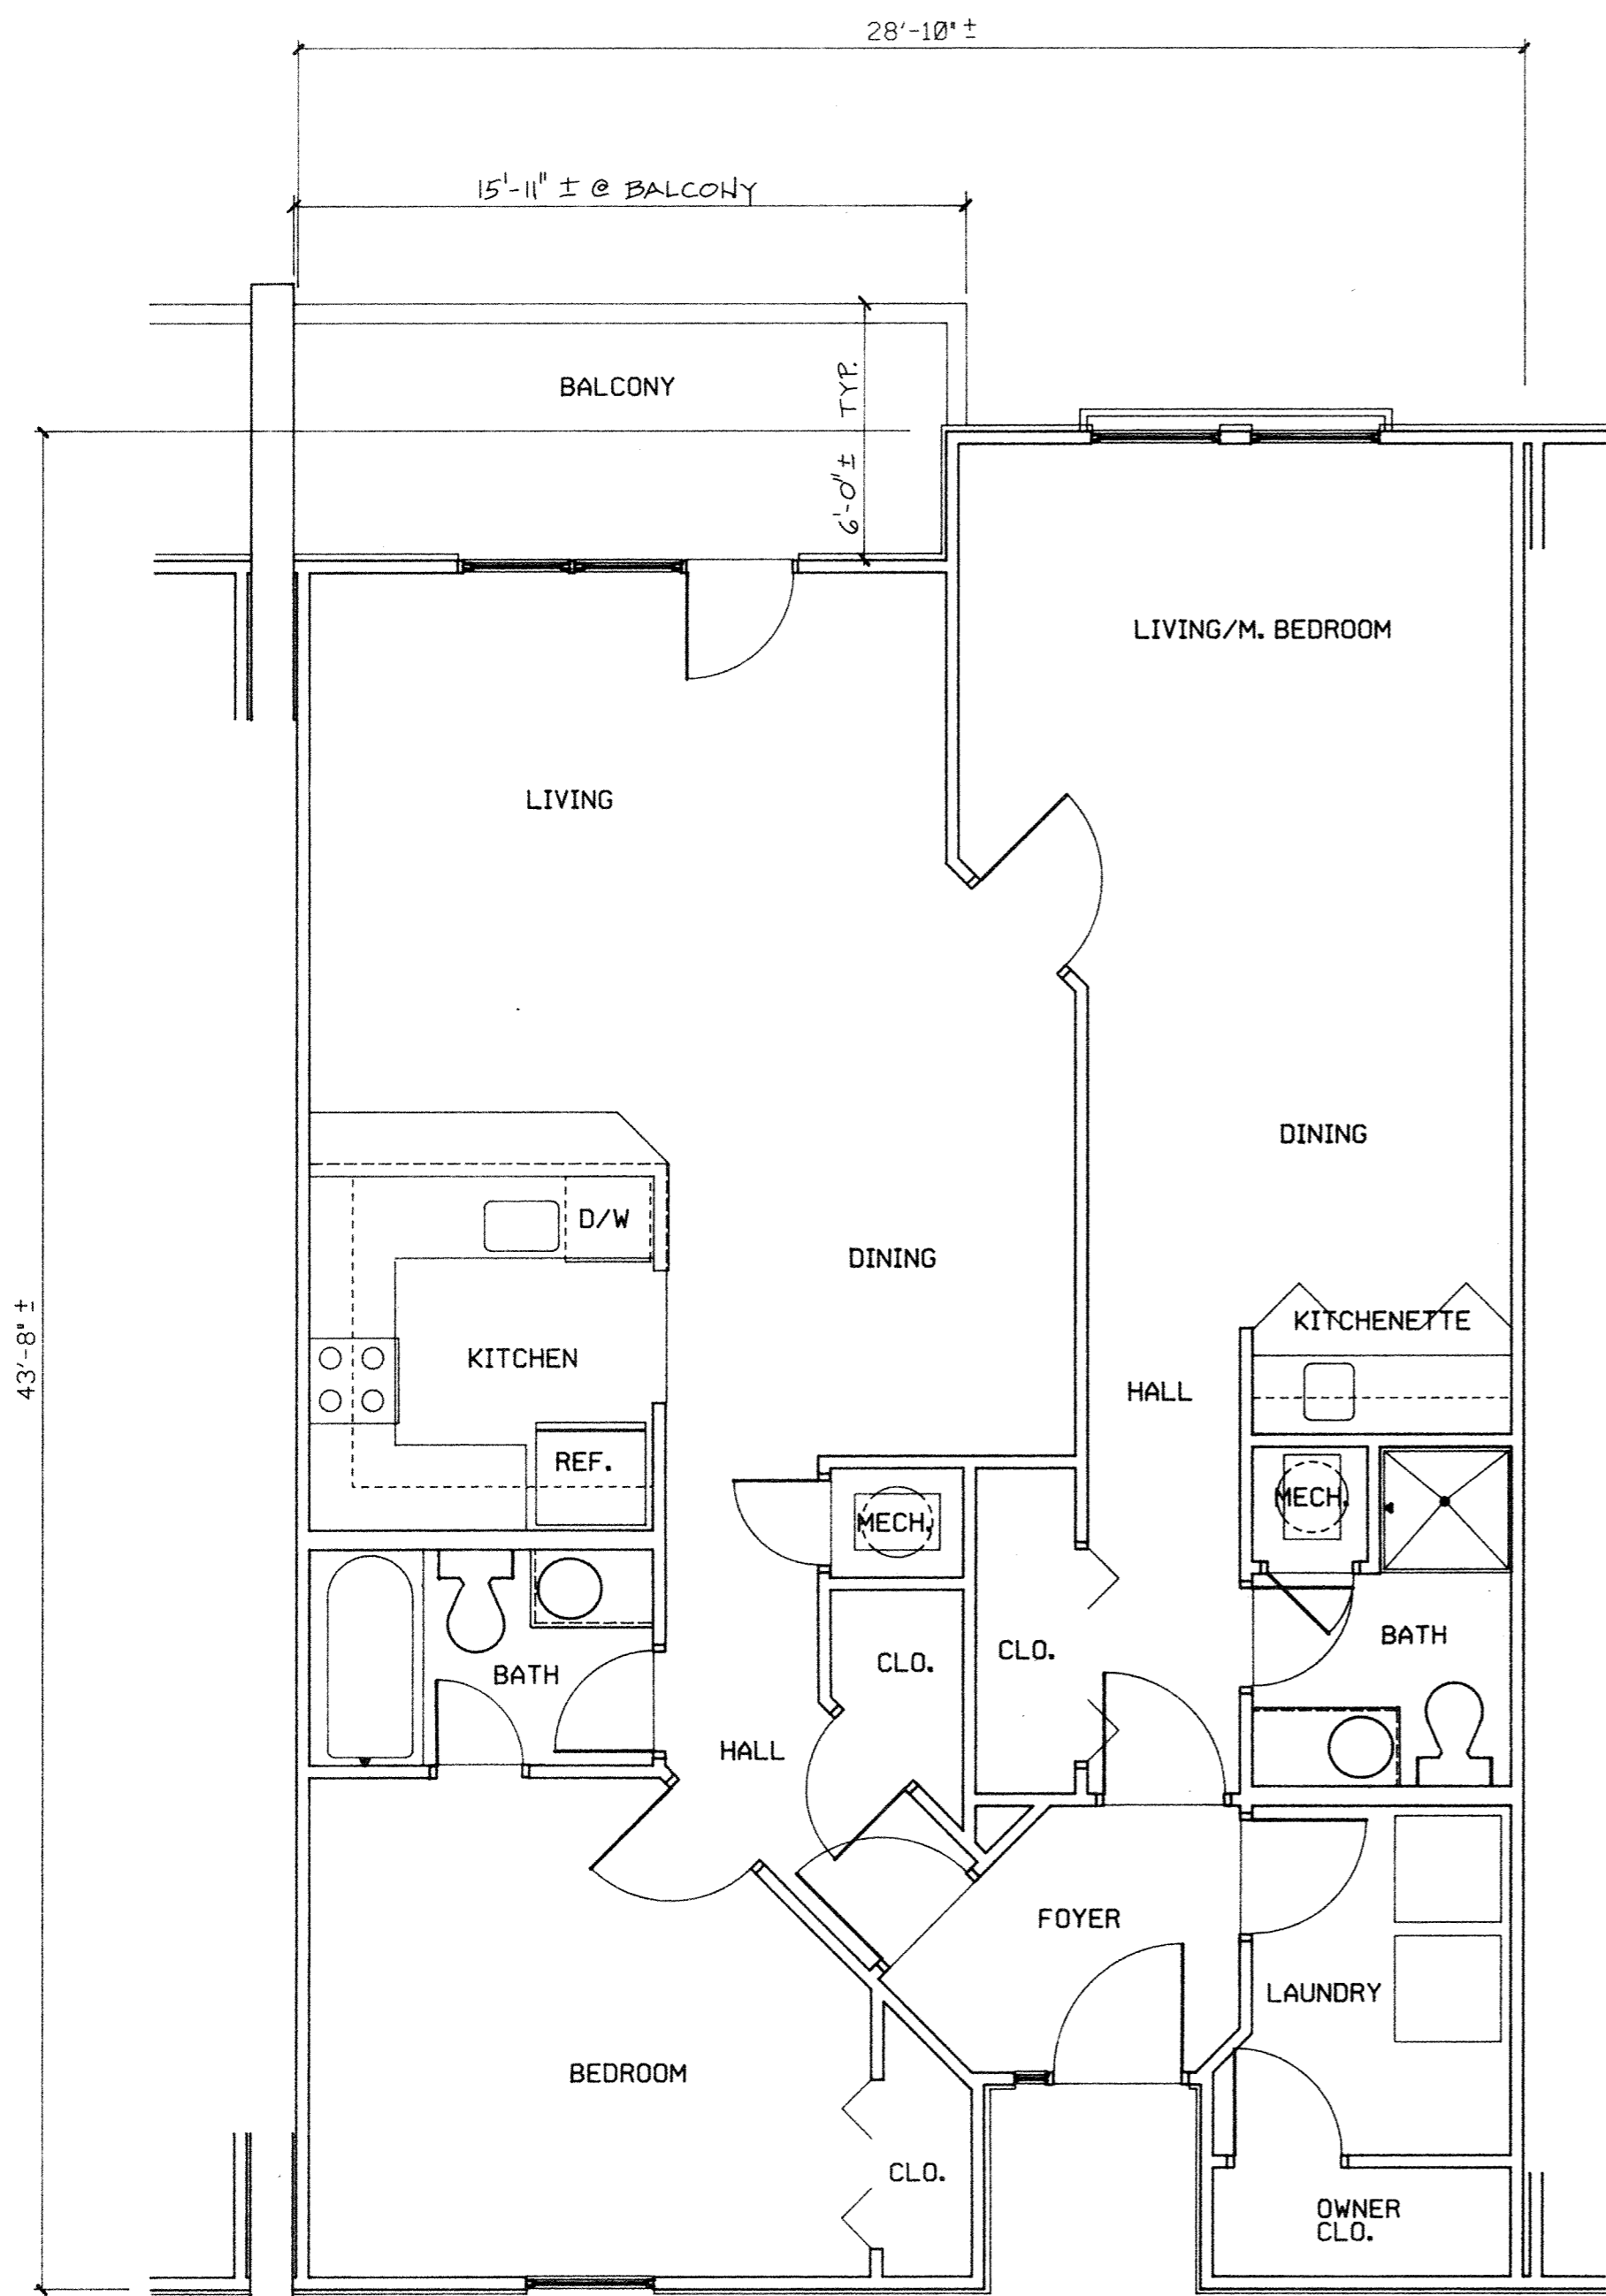 28'-10" ±
15'-11" ± @ BALCONY
BALCONY
6'-0" ± TYP.
LIVING/M. BEDROOM
LIVING
DINING
D/W
DINING
43'-8" ±
KITCHENETTE
KITCHEN
HALL
REF.
MECH.
MECH.
BATH
CLO.
CLO.
BATH
HALL
FOYER
LAUNDRY
BEDROOM
CLO.
OWNER
CLO.